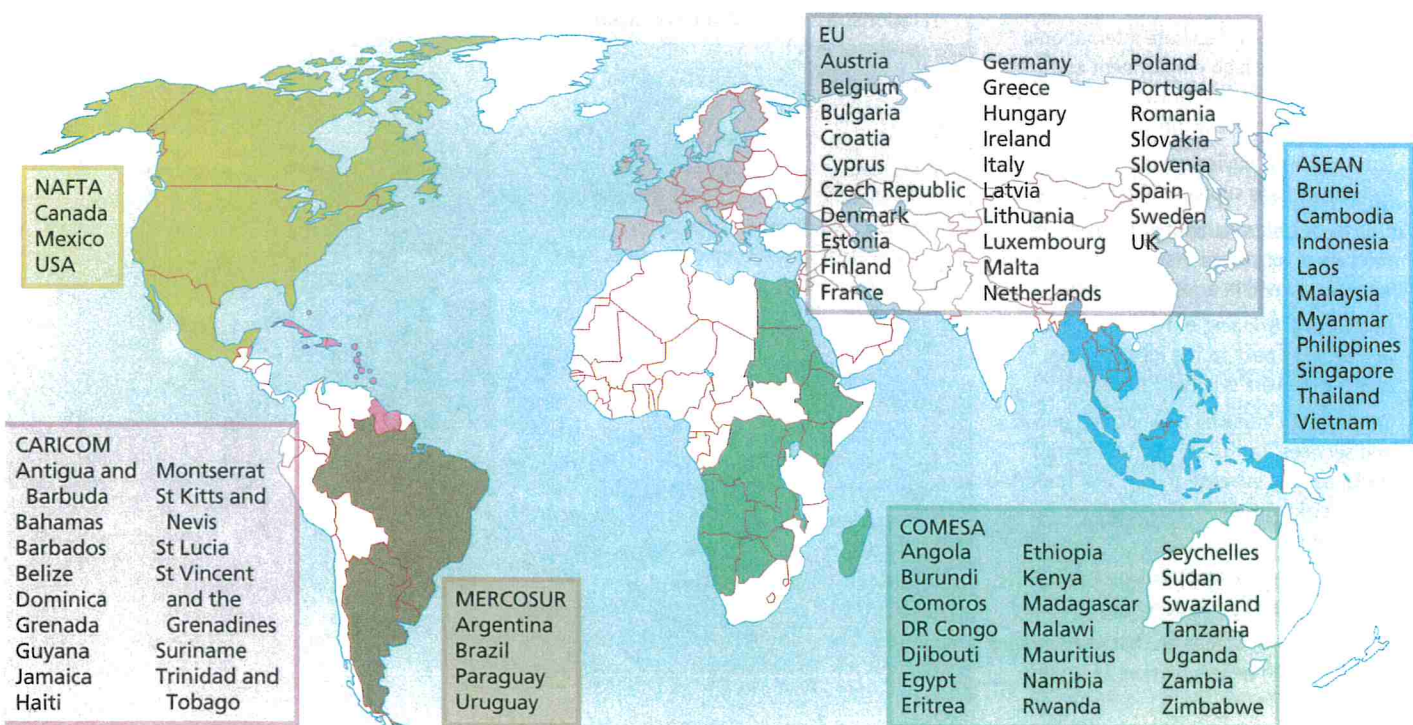 EU
Austria
Belgium
Bulgaria
Croatia
Cyprus
Czech Republic
Denmark
Estonia
Finland
France
Germany
Greece
Hungary
Ireland
Italy
Latvia
Lithuania
Luxembourg
Malta
Netherlands
Poland
Portugal
Romania
Slovakia
Slovenia
Spain
Sweden
UK
NAFTA
Canada
Mexico
USA
ASEAN
Brunei
Cambodia
Indonesia
Laos
Malaysia
Myanmar
Philippines
Singapore
Thailand
Vietnam
CARICOM
Antigua and
Barbuda
Bahamas
Barbados
Belize
Dominica
Grenada
Guyana
Jamaica
Haiti
Montserrat
St Kitts and
Nevis
St Lucia
St Vincent
and the
Grenadines
Suriname
Trinidad and
Tobago
MERCOSUR
Argentina
Brazil
Paraguay
Uruguay
COMESA
Angola
Burundi
Comoros
DR Congo
Djibouti
Egypt
Eritrea
Ethiopia
Kenya
Madagascar
Malawi
Mauritius
Namibia
Rwanda
Seychelles
Sudan
Swaziland
Tanzania
Uganda
Zambia
Zimbabwe